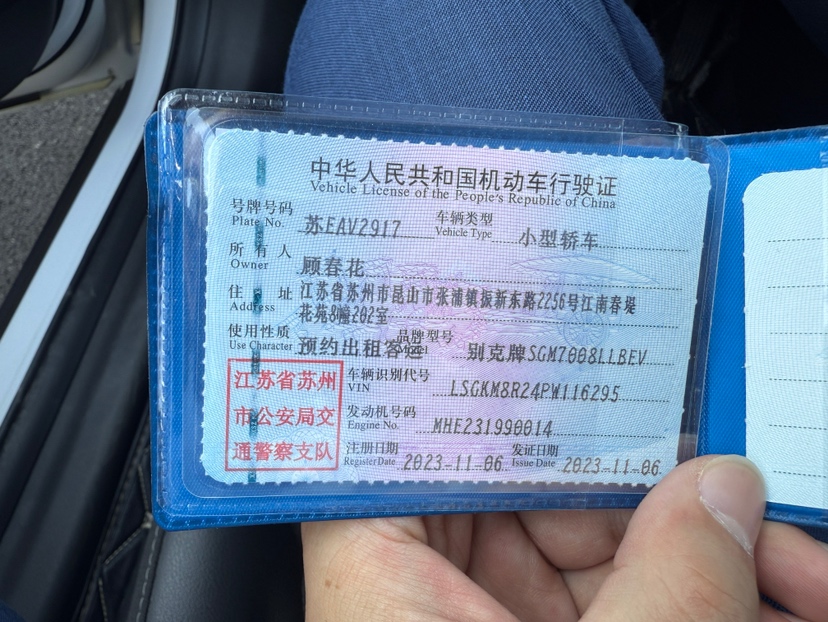 中华人民共和国机动车行驶证
Vehicle License of the People's Republic of China
号牌号码 苏EAV2917 车辆类型 小型轿车
Plate No. Vehicle Type
所有人 顾春花
Owner
住址 江苏省苏州市昆山市张浦镇振新东路2256号江南春堤
Address 花苑8幢202室
使用性质 预约出租客运 品牌型号 别克牌SGM7008LLBEV
Use Character Model
江苏省苏州 车辆识别代号 LSGKM8R24PW116295
VIN
市公安局交 发动机号码 MHE231990014
Engine No.
通警察支队 注册日期 2023-11-06 发证日期 2023-11-06
Register Date Issue Date